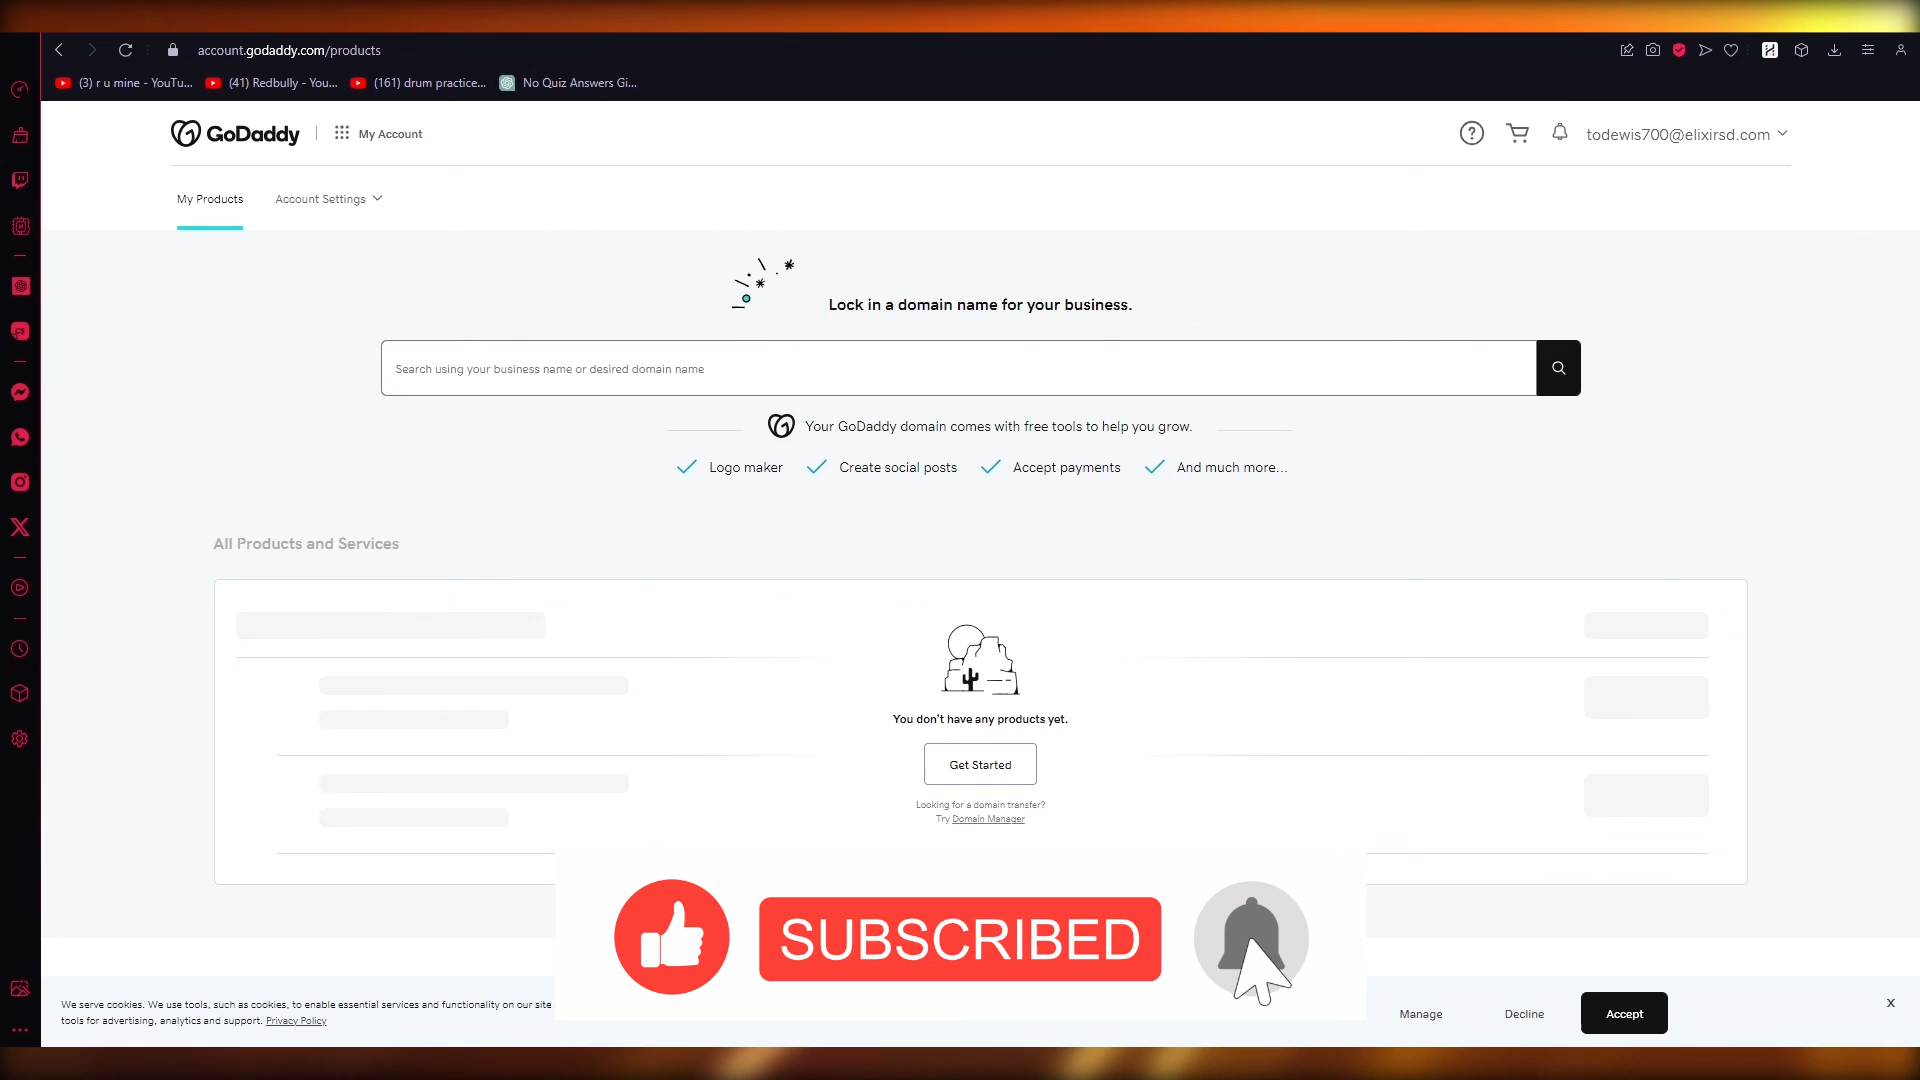 account.godaddy.com/products
(3) r u mine - YouTu...
(41) Redbully - You...
(161) drum practice...
No Quiz Answers Gi...
GoDaddy
My Account
todewis700@elixirsd.com
My Products
Account Settings
Lock in a domain name for your business.
Search using your business name or desired domain name
Your GoDaddy domain comes with free tools to help you grow.
Logo maker
Create social posts
Accept payments
And much more...
All Products and Services
You don't have any products yet.
Get Started
Looking for a domain transfer?
Try Domain Manager
SUBSCRIBED
We serve cookies. We use tools, such as cookies, to enable essential services and functionality on our site
tools for advertising, analytics and support. Privacy Policy
Manage
Decline
Accept